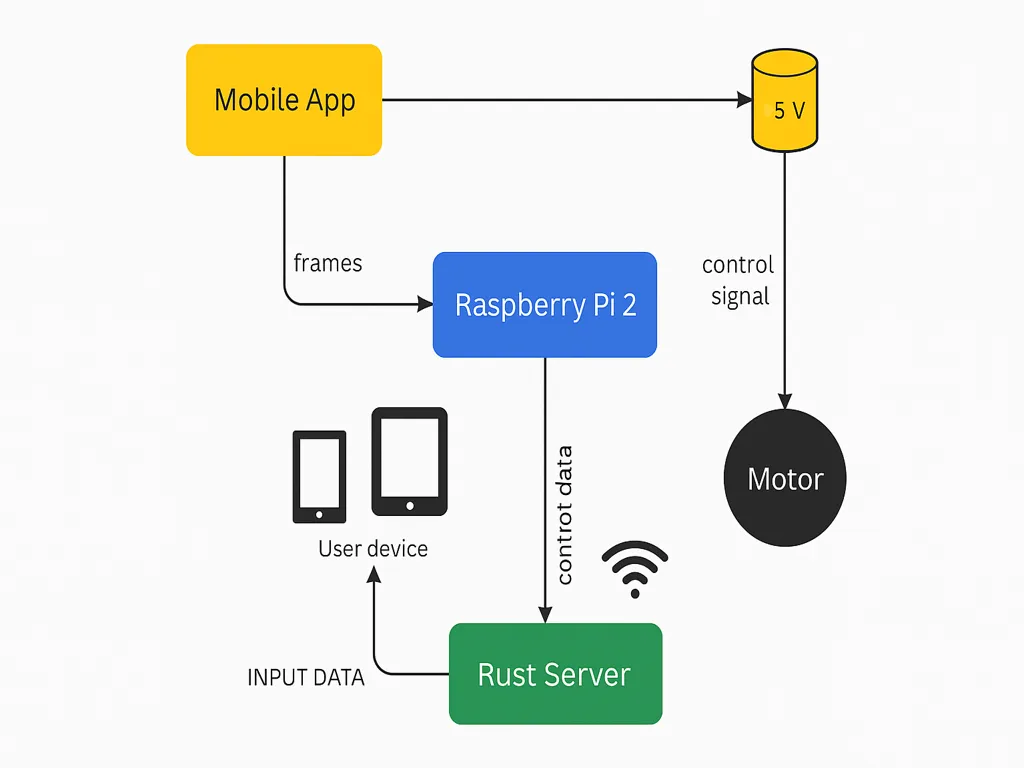 Mobile App
5 V
frames
control
signal
Raspberry Pi 2
controt data
Motor
User device
INPUT DATA
Rust Server